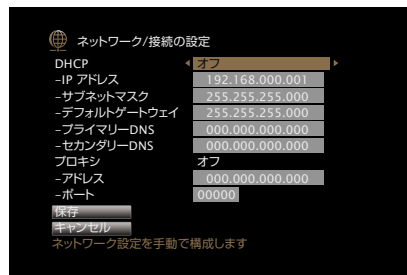 ネットワーク/接続の設定
DHCP オフ
–IP アドレス 192.168.000.001
–サブネットマスク 255.255.255.000
–デフォルトゲートウェイ 255.255.255.000
–プライマリーDNS 000.000.000.000
–セカンダリーDNS 000.000.000.000
プロキシ オフ
–アドレス 000.000.000.000
–ポート 00000
保存
キャンセル
ネットワーク設定を手動で構成します